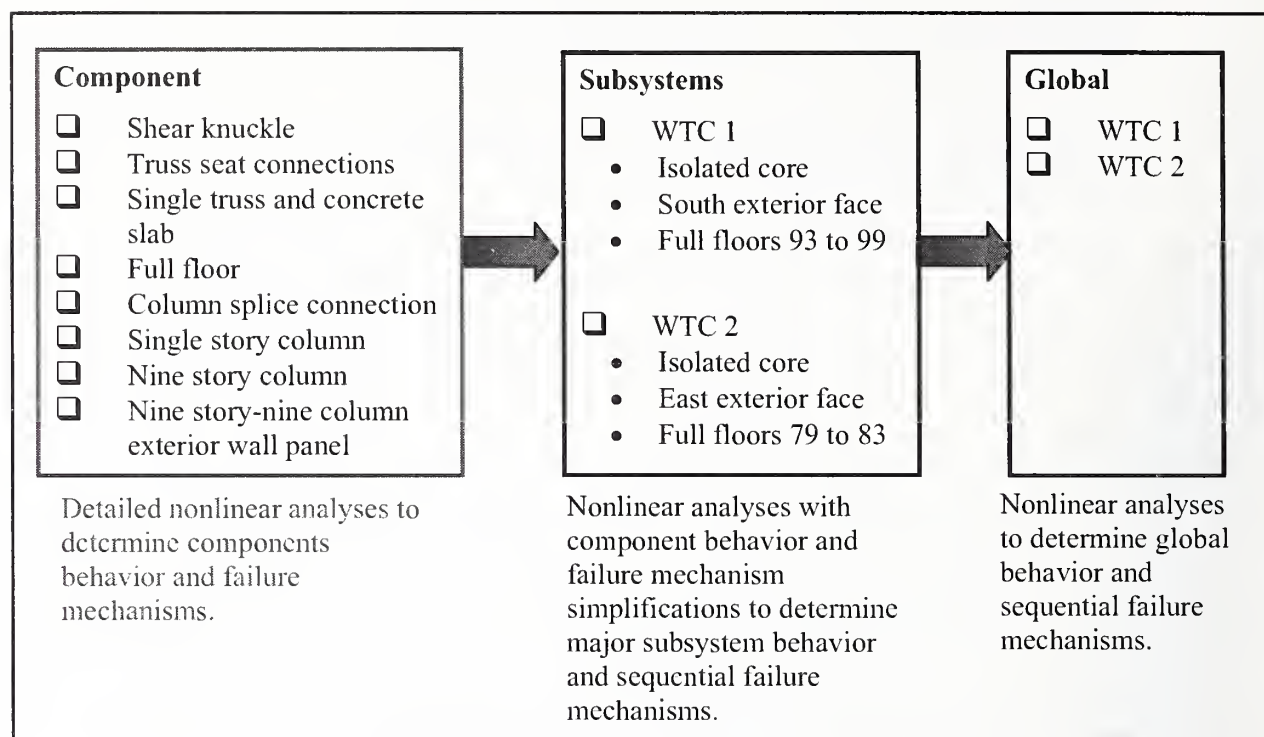 Component
❑ Shear knuckle
❑ Truss seat connections
❑ Single truss and concrete
slab
❑ Full floor
❑ Column splice connection
❑ Single story column
❑ Nine story column
❑ Nine story-nine column
exterior wall panel
Detailed nonlinear analyses to
determine components
behavior and failure
mechanisms.
Subsystems
❑ WTC 1
• Isolated core
• South exterior face
• Full floors 93 to 99
❑ WTC 2
• Isolated core
• East exterior face
• Full floors 79 to 83
Nonlinear analyses with
component behavior and
failure mechanism
simplifications to determine
major subsystem behavior
and sequential failure
mechanisms.
Global
❑ WTC 1
❑ WTC 2
Nonlinear analyses
to determine global
behavior and
sequential failure
mechanisms.